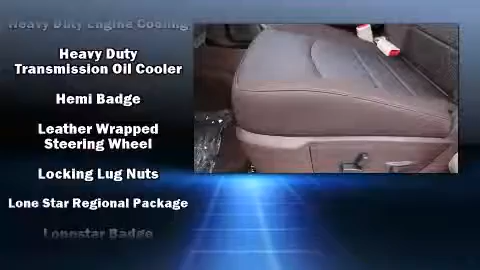 Heavy Duty Engine Cooling
Heavy Duty
Transmission Oil Cooler
Hemi Badge
Leather Wrapped
Steering Wheel
Locking Lug Nuts
Lone Star Regional Package
Lonestar Badge